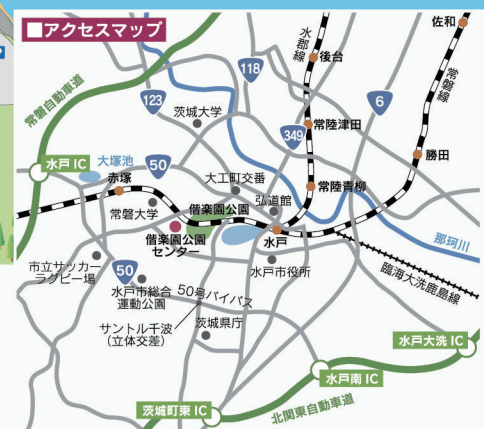 ■アクセスマップ
佐和
水郡線
後台
常磐線
118
6
常磐自動車道
123
茨城大学
349
常陸津田
勝田
水戸 IC
大塚池
50
大工町交番
赤塚
弘道館
常陸青柳
常磐大学
偕楽園公園
偕楽園公園
センター
水戸
那珂川
市立サッカー
ラグビー場
50
水戸市役所
臨海大洗鹿島線
水戸市総合
運動公園
50号バイパス
サントル千波
(立体交差)
茨城県庁
水戸大洗 IC
水戸南 IC
茨城町東 IC
北関東自動車道